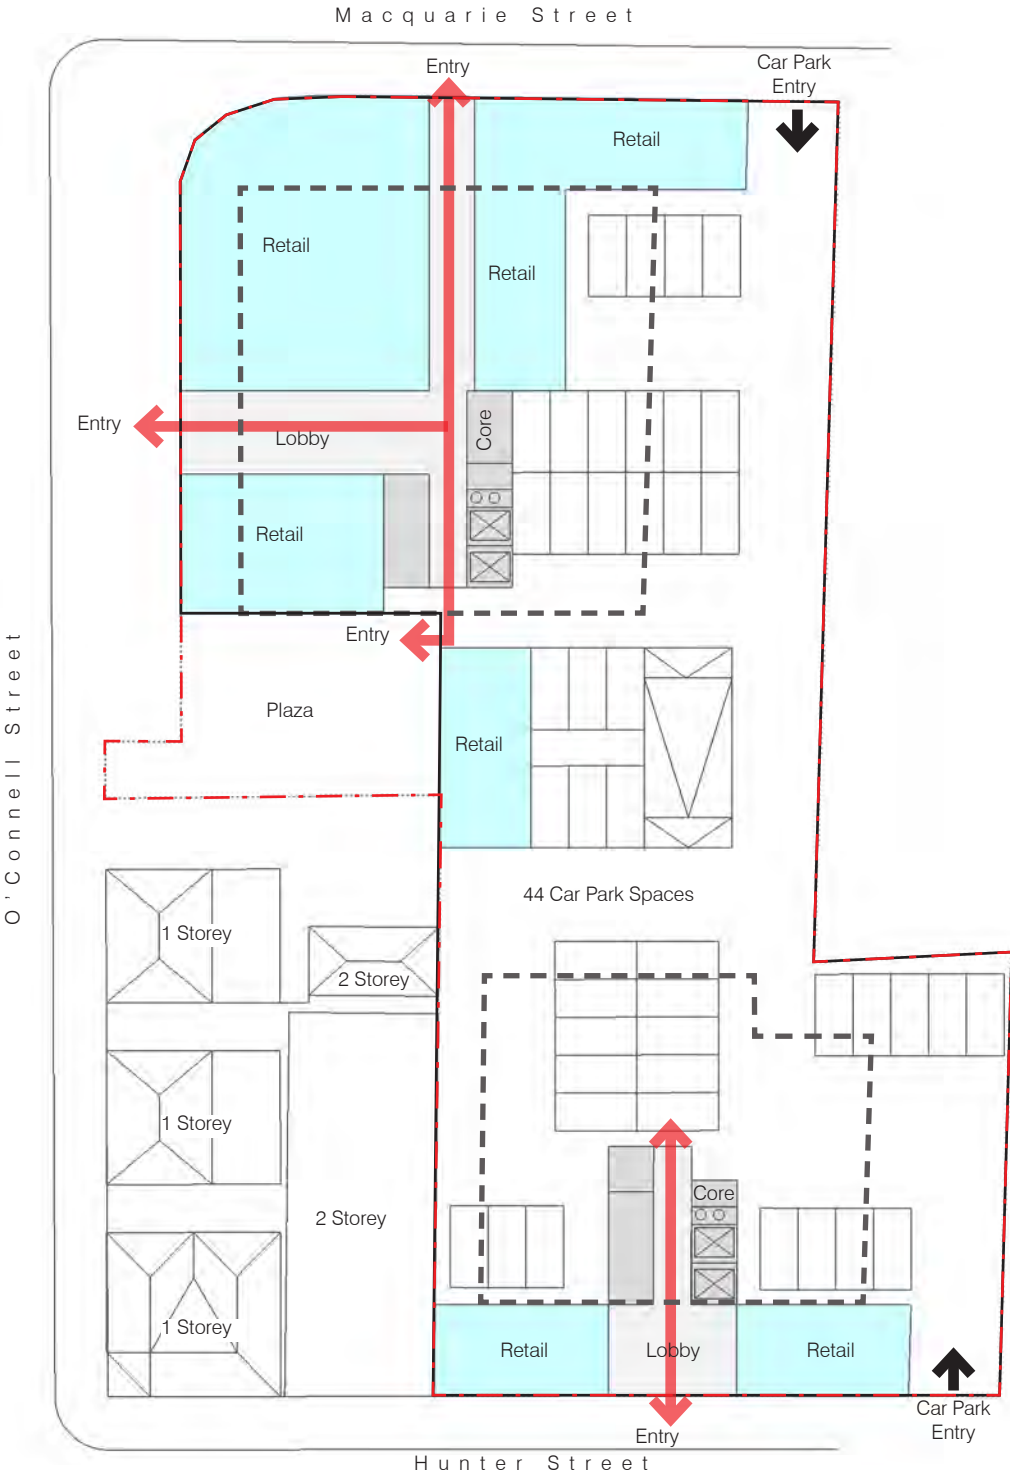 Macquarie Street
Entry
Car Park
Entry
Retail
Retail
Retail
Entry
Core
Lobby
Retail
Entry
O'Connell Street
Plaza
Retail
44 Car Park Spaces
1 Storey
2 Storey
1 Storey
Core
2 Storey
1 Storey
Retail
Lobby
Retail
Car Park
Entry
Entry
Hunter Street